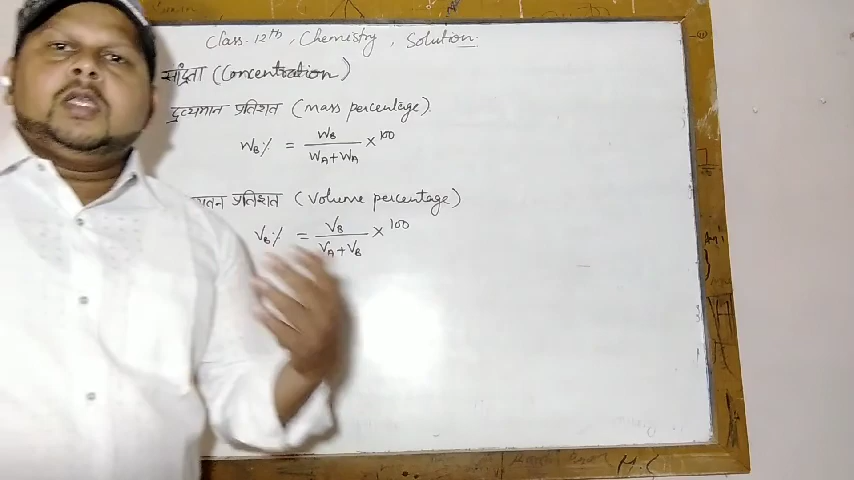 Class-12th, Chemistry, Solution.
सांद्रता (Concentration)
द्रव्यमान प्रतिशत (mass percentage).
WB% = WB / WA+WA × 100
प्रतिशत (Volume percentage)
VB% = VB / VA+VB × 100
M.C